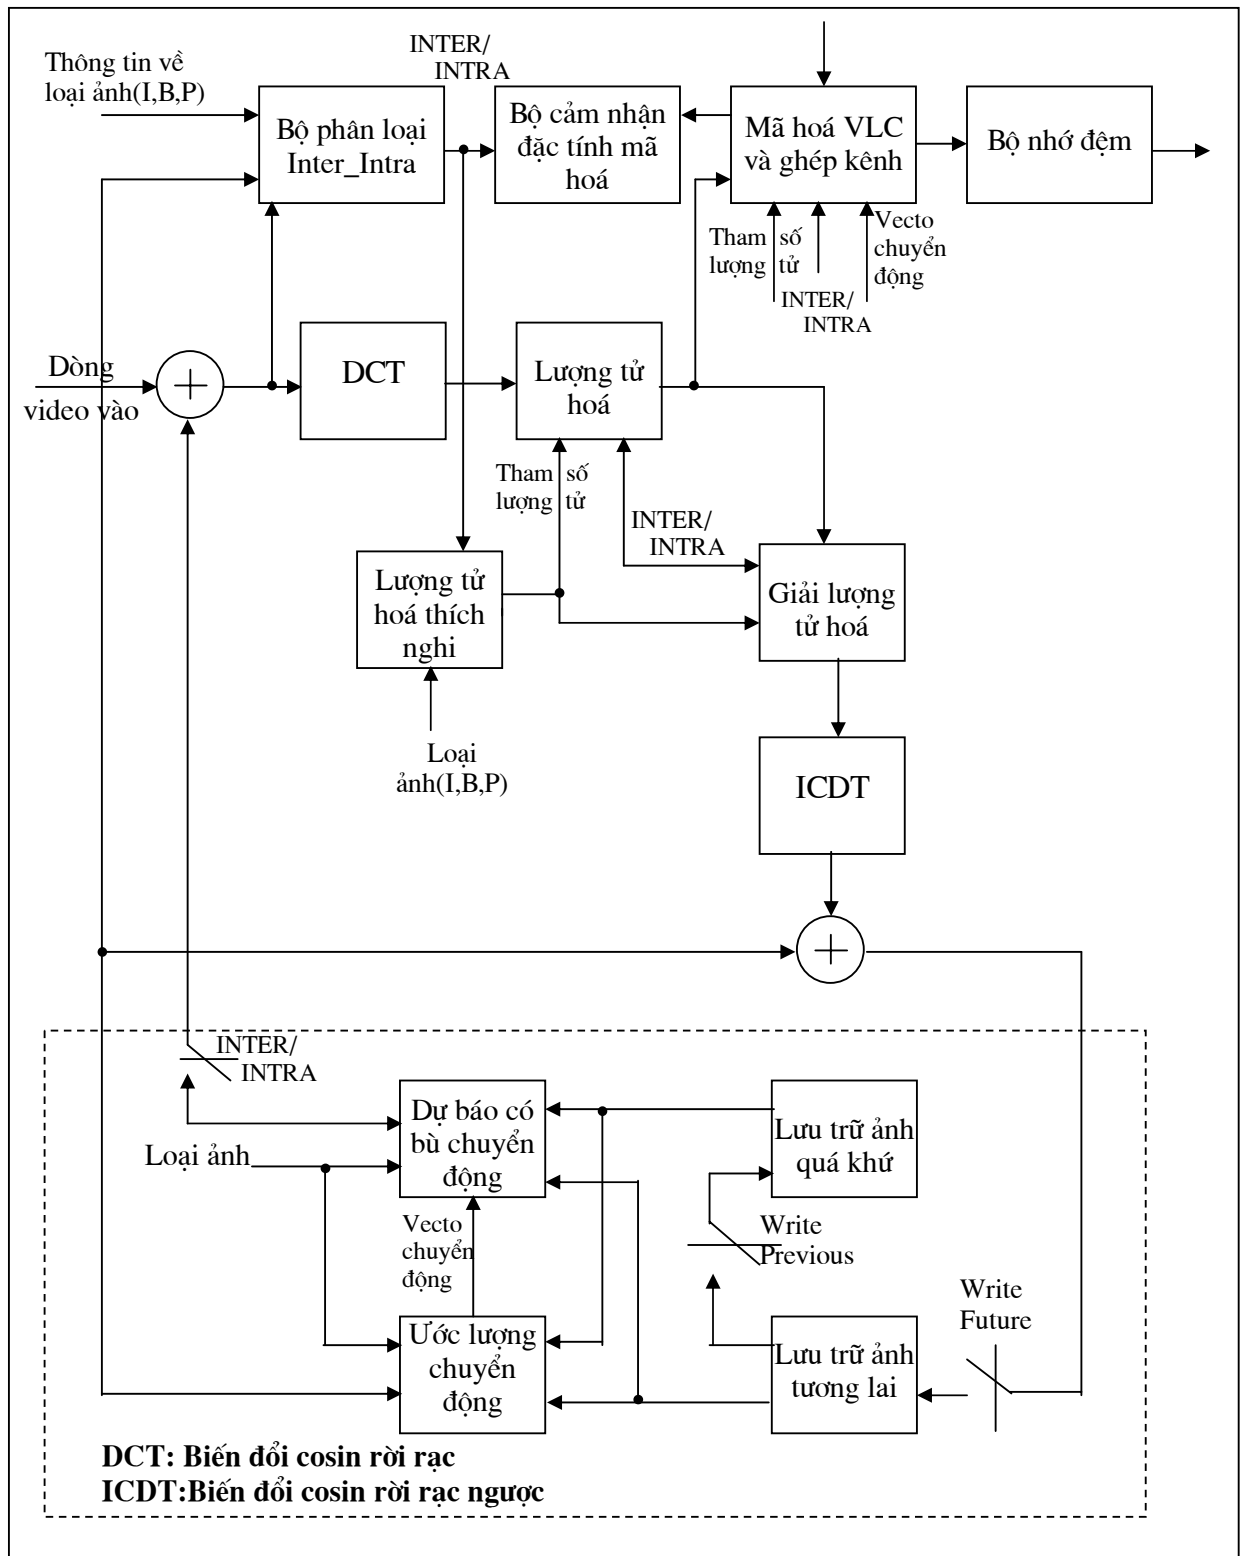 Thông tin về
loại ảnh(I,B,P)
INTER/
INTRA
Bộ phân loại
Inter_Intra
Bộ cảm nhận
đặc tính mã
hoá
Mã hoá VLC
và ghép kênh
Bộ nhớ đệm
Tham số
lượng tử
INTER/
INTRA
Vecto
chuyển
động
Dòng
video vào
DCT
Lượng tử
hoá
Tham số
lượng tử
INTER/
INTRA
Lượng tử
hoá thích
nghi
Giải lượng
tử hoá
Loại
ảnh(I,B,P)
ICDT
INTER/
INTRA
Dự báo có
bù chuyển
động
Lưu trữ ảnh
quá khứ
Loại ảnh
Vecto
chuyển
động
Write
Previous
Write
Future
Ước lượng
chuyển
động
Lưu trữ ảnh
tương lai
DCT: Biến đổi cosin rời rạc
ICDT:Biến đổi cosin rời rạc ngược